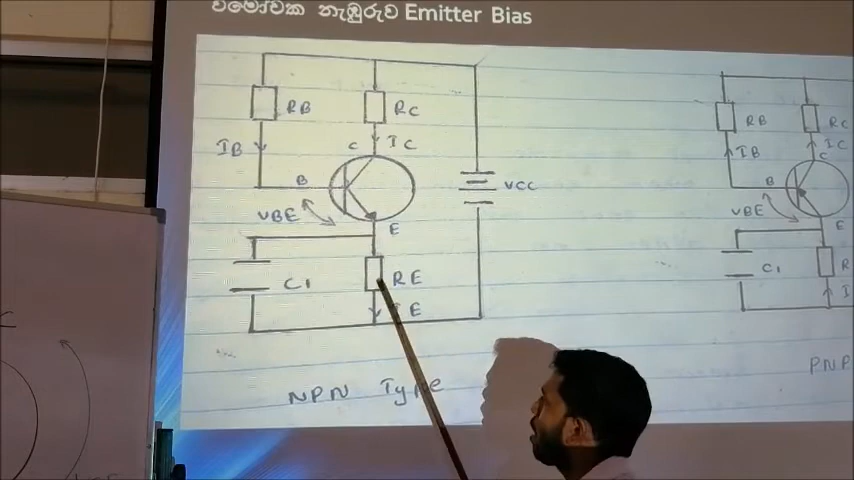 විමෝචක නැඹුරුව Emitter Bias
RB
RC
IB
C
IC
B
VCC
VBE
E
C1
RE
E
NPN Type
RB
RC
IB
IC
C
B
VBE
E
C1
R
I
PNP